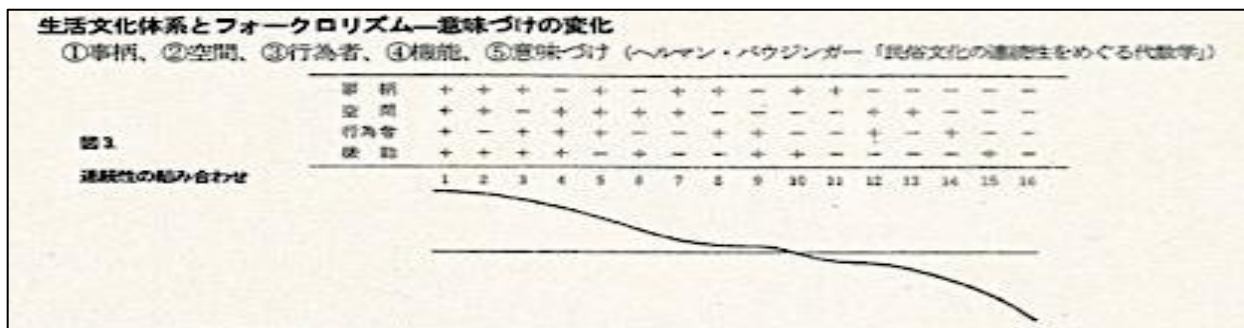 生活文化体系とフォークロリズム―意味づけの変化
①事柄、②空間、③行為者、④機能、⑤意味づけ（ヘルマン・バウジンガー「民俗文化の連続性をめぐる代数学」）
事 柄 + + + − + − + + − + + − − − − −
空 間 + + − + + + + − − − − + + − − −
行為者 + − + + + − − + + − − + − + − −
機 能 + + + + − + − − + + − − − − + −
図3.
連続性の組み合わせ 1 2 3 4 5 6 7 8 9 10 11 12 13 14 15 16